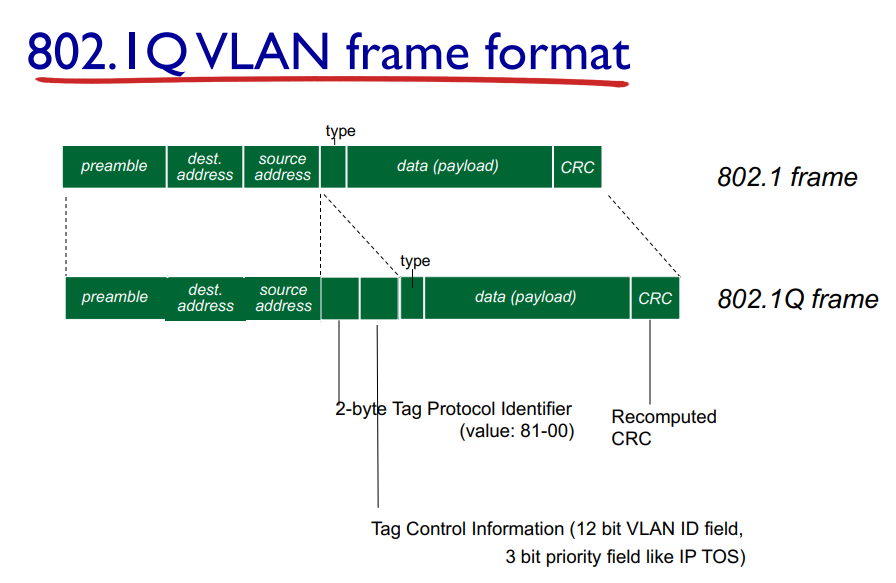 802.1Q VLAN frame format
type
preamble
dest.
address
source
address
data (payload)
CRC
802.1 frame
type
preamble
dest.
address
source
address
data (payload)
CRC
802.1Q frame
2-byte Tag Protocol Identifier
(value: 81-00)
Recomputed
CRC
Tag Control Information (12 bit VLAN ID field,
3 bit priority field like IP TOS)